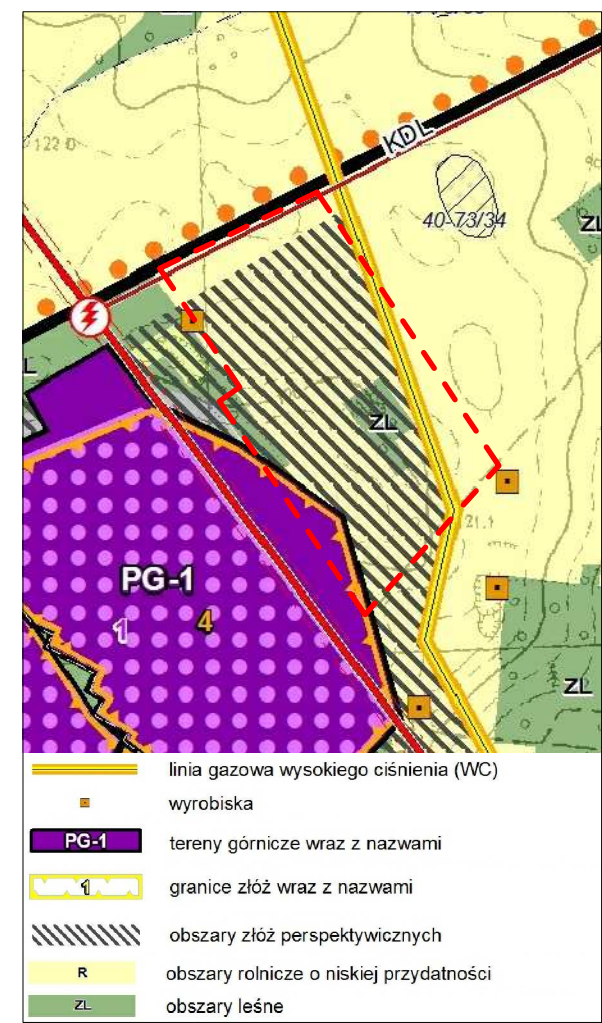 KDL
122.0
40-73/34
ZL
L
ZL
21.1
PG-1
1
4
ZL
linia gazowa wysokiego ciśnienia (WC)
wyrobiska
PG-1 tereny górnicze wraz z nazwami
1 granice złóż wraz z nazwami
obszary złóż perspektywicznych
R obszary rolnicze o niskiej przydatności
ZL obszary leśne